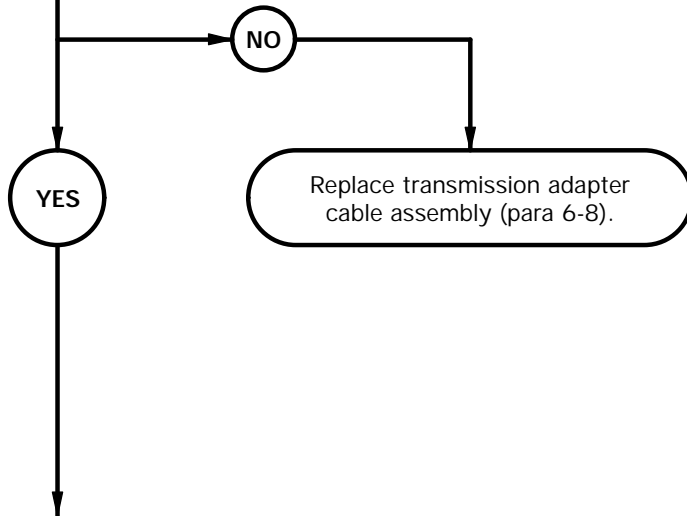 NO
YES
Replace transmission adapter
cable assembly (para 6-8).